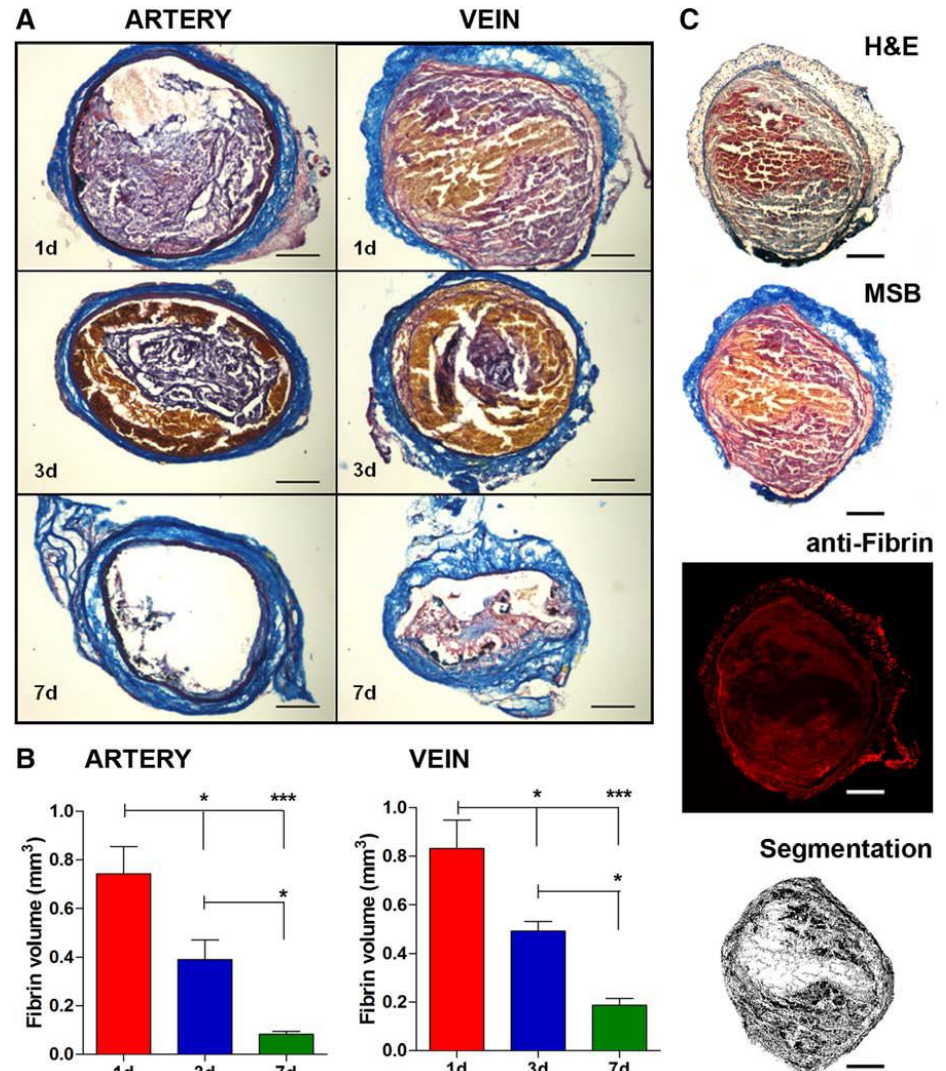 A
ARTERY
VEIN
1d
1d
3d
3d
7d
7d
B
ARTERY
Fibrin volume (mm3)
1.0
0.8
0.6
0.4
0.2
0.0
*
***
*
1d
3d
7d
VEIN
Fibrin volume (mm3)
1.0
0.8
0.6
0.4
0.2
0.0
*
***
*
1d
3d
7d
C
H&E
MSB
anti-Fibrin
Segmentation